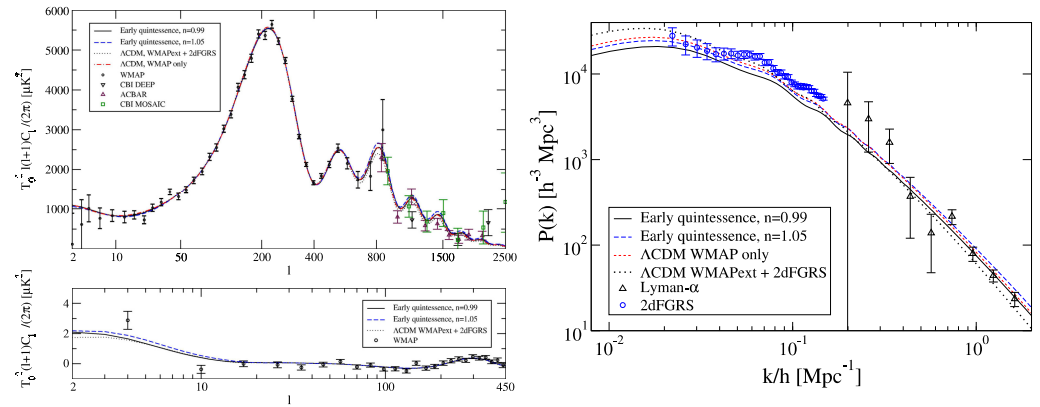 6000
5000
4000
3000
2000
1000
Early quintessence, n=0.99
Early quintessence, n=1.05
ΛCDM, WMAPext + 2dFGRS
ΛCDM, WMAP only
WMAP
CBI DEEP
ACBAR
CBI MOSAIC
2 10 50 200 400 800 1500 2500
l
4
2
0
Early quintessence, n=0.99
Early quintessence, n=1.05
ΛCDM WMAPext + 2dFGRS
WMAP
2 10 100 450
l
P(k) [h⁻³ Mpc³]
10⁴
10³
10²
10¹
Early quintessence, n=0.99
Early quintessence, n=1.05
ΛCDM WMAP only
ΛCDM WMAPext + 2dFGRS
Lyman-α
2dFGRS
10⁻² 10⁻¹ 10⁰
k/h [Mpc⁻¹]